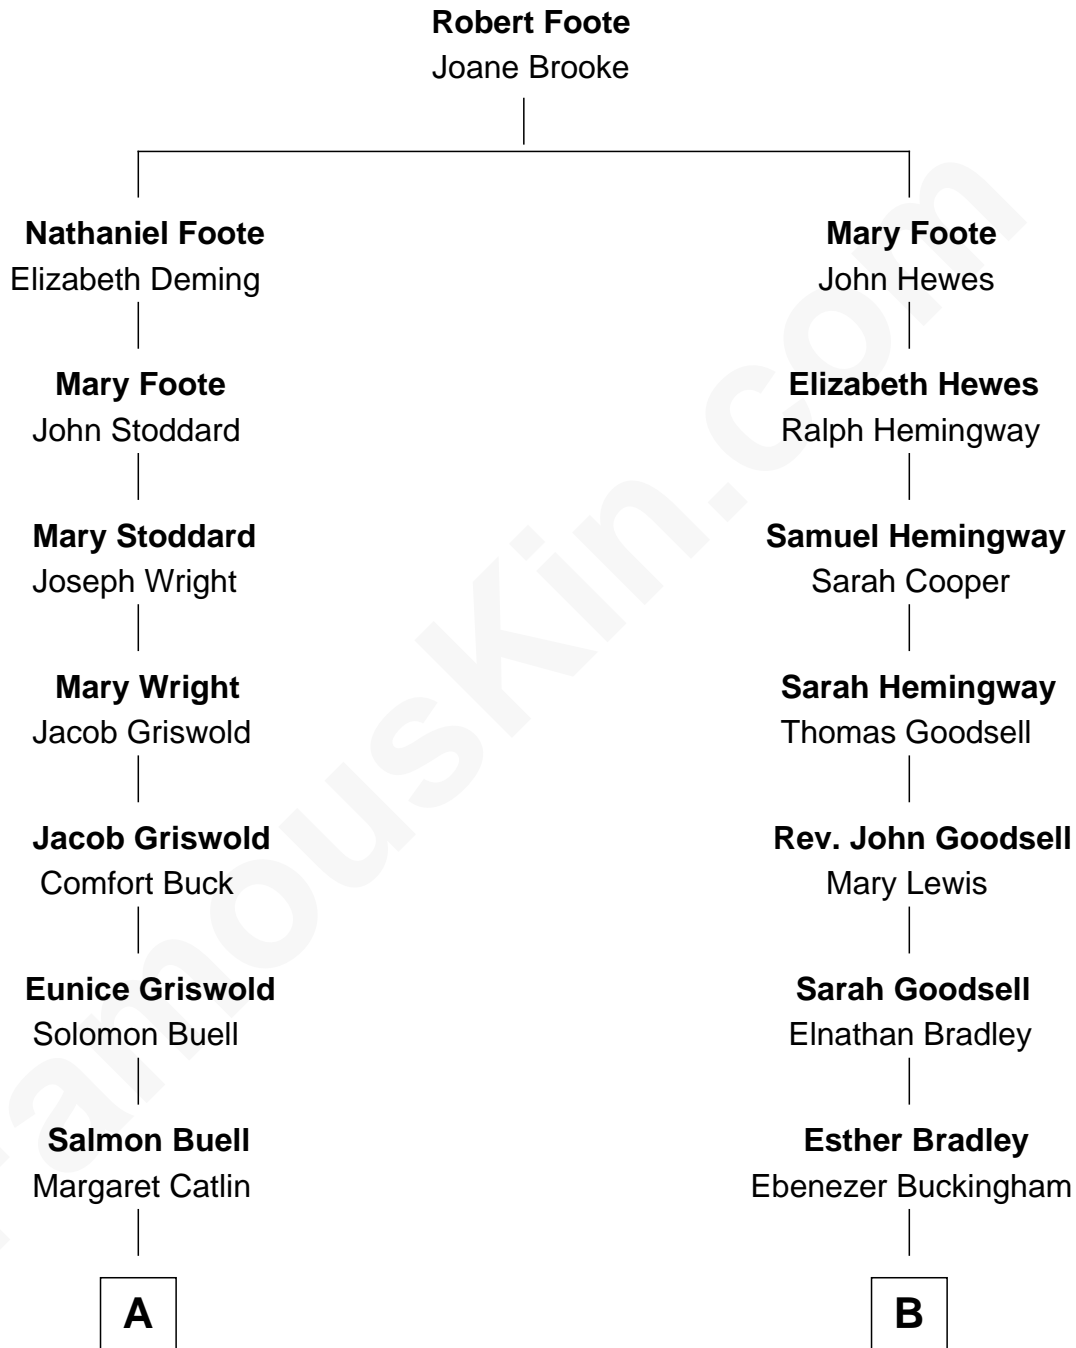 Robert Foote
Joane Brooke
Nathaniel Foote
Elizabeth Deming
Mary Foote
John Stoddard
Mary Stoddard
Joseph Wright
Mary Wright
Jacob Griswold
Jacob Griswold
Comfort Buck
Eunice Griswold
Solomon Buell
Salmon Buell
Margaret Catlin
A
Mary Foote
John Hewes
Elizabeth Hewes
Ralph Hemingway
Samuel Hemingway
Sarah Cooper
Sarah Hemingway
Thomas Goodsell
Rev. John Goodsell
Mary Lewis
Sarah Goodsell
Elnathan Bradley
Esther Bradley
Ebenezer Buckingham
B
FamousKin.com